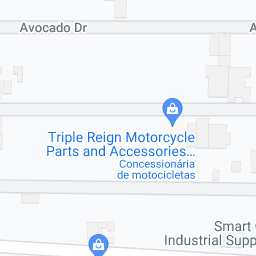 Avocado Dr
A
Triple Reign Motorcycle
Parts and Accessories...
Concessionária
de motocicletas
Smart
Industrial Supp